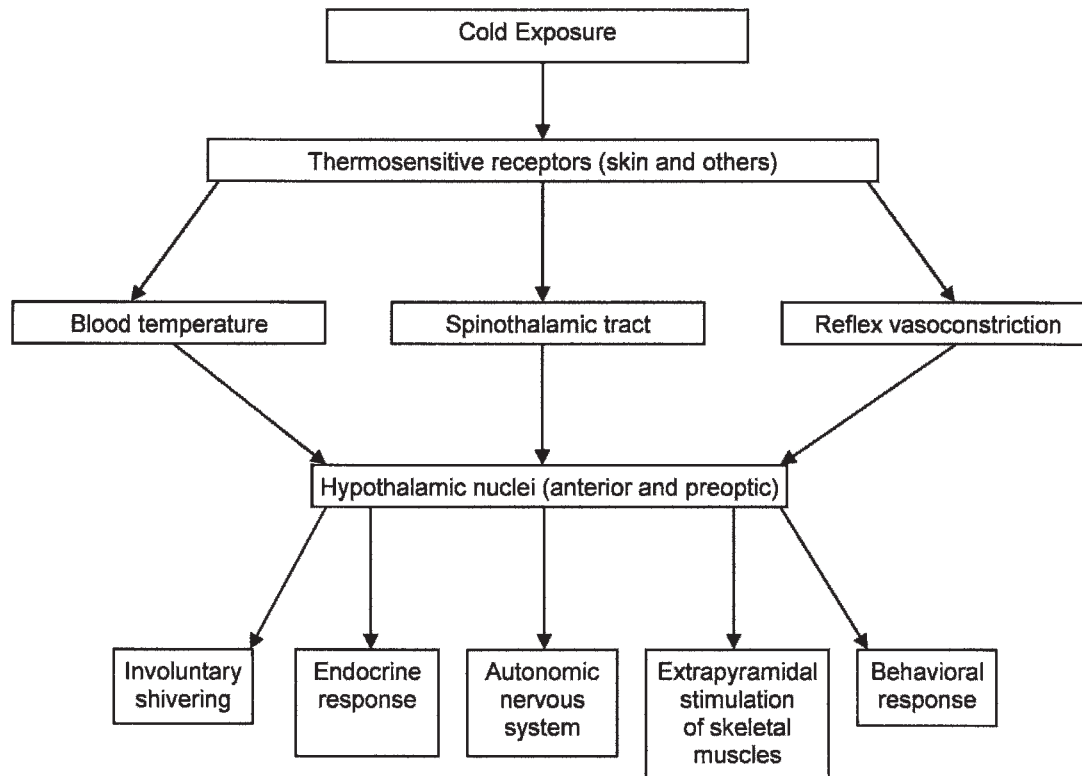 Cold Exposure
Thermosensitive receptors (skin and others)
Blood temperature
Spinothalamic tract
Reflex vasoconstriction
Hypothalamic nuclei (anterior and preoptic)
Involuntary
shivering
Endocrine
response
Autonomic
nervous
system
Extrapyramidal
stimulation
of skeletal
muscles
Behavioral
response